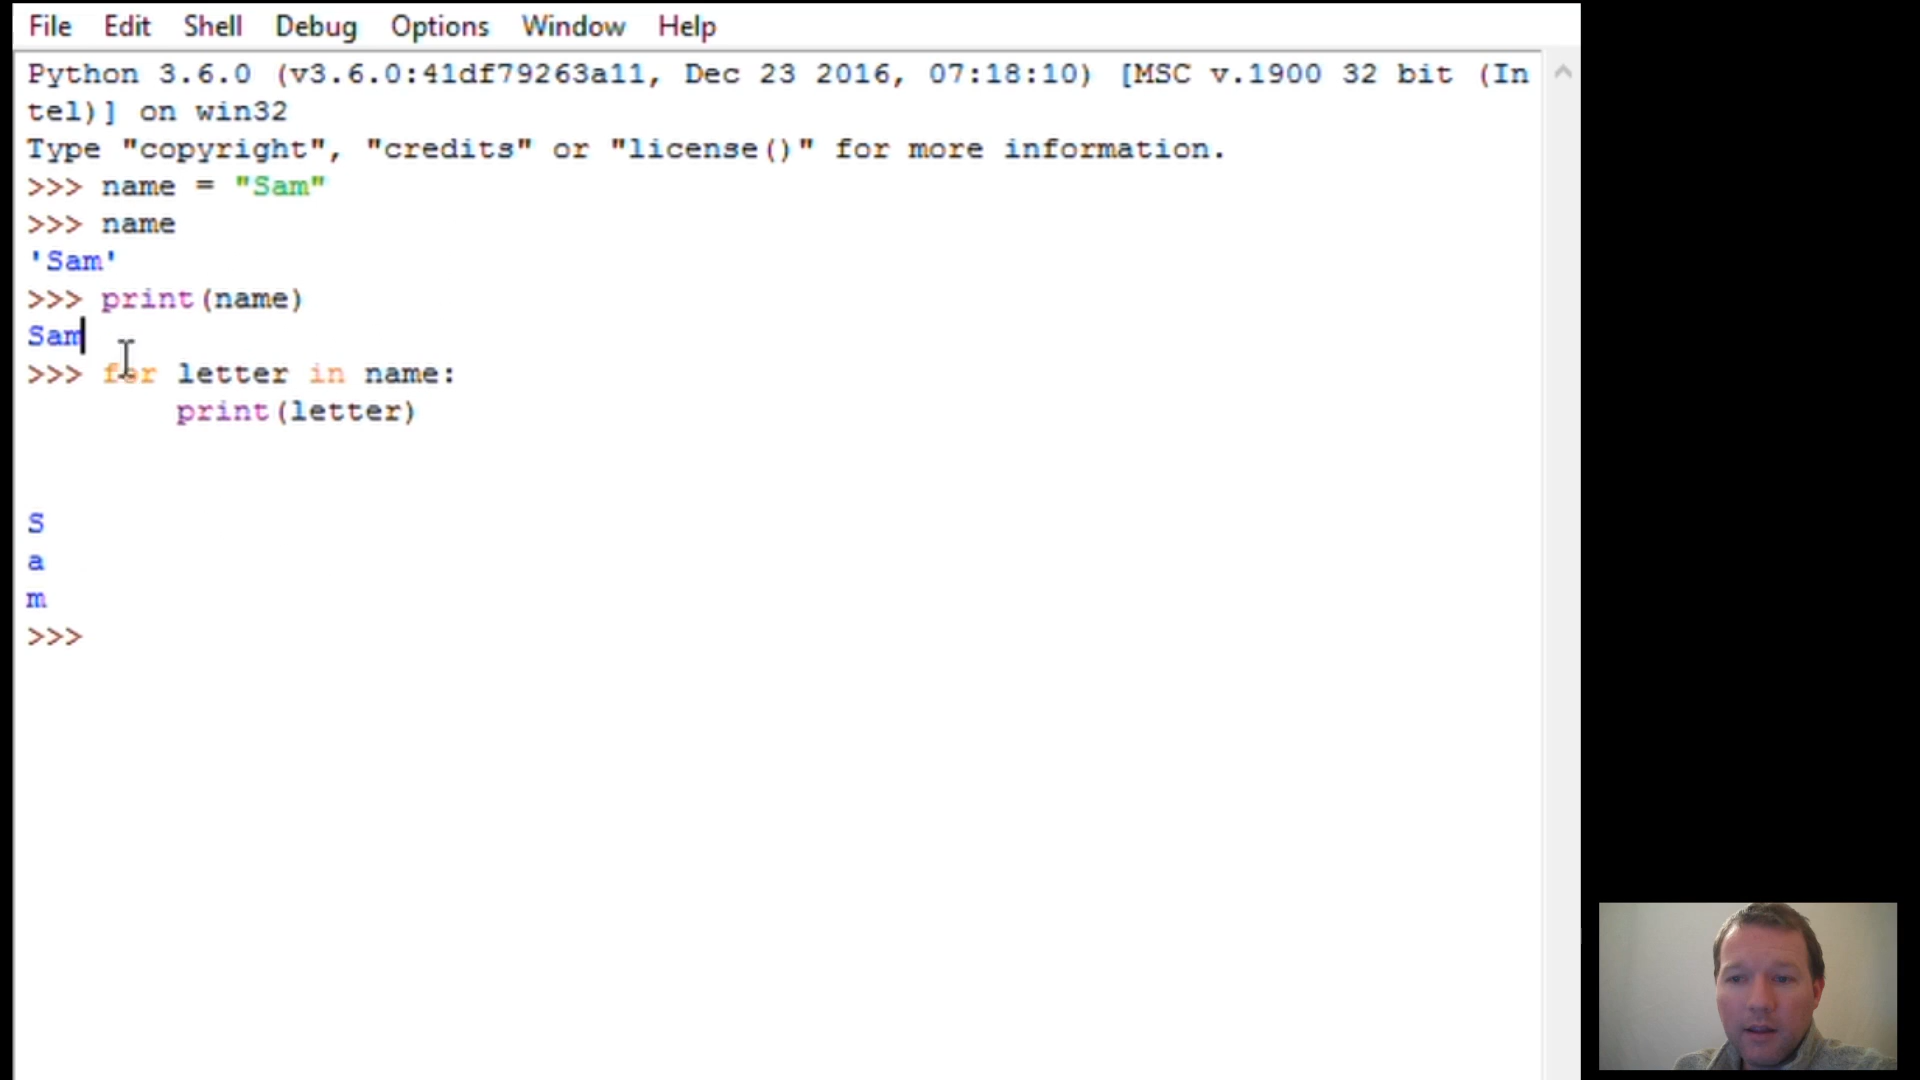 File Edit Shell Debug Options Window Help
Python 3.6.0 (v3.6.0:41df79263a11, Dec 23 2016, 07:18:10) [MSC v.1900 32 bit (In
tel)] on win32
Type "copyright", "credits" or "license()" for more information.
>>> name = "Sam"
>>> name
'Sam'
>>> print(name)
Sam
>>> for letter in name:
        print(letter)
S
a
m
>>>